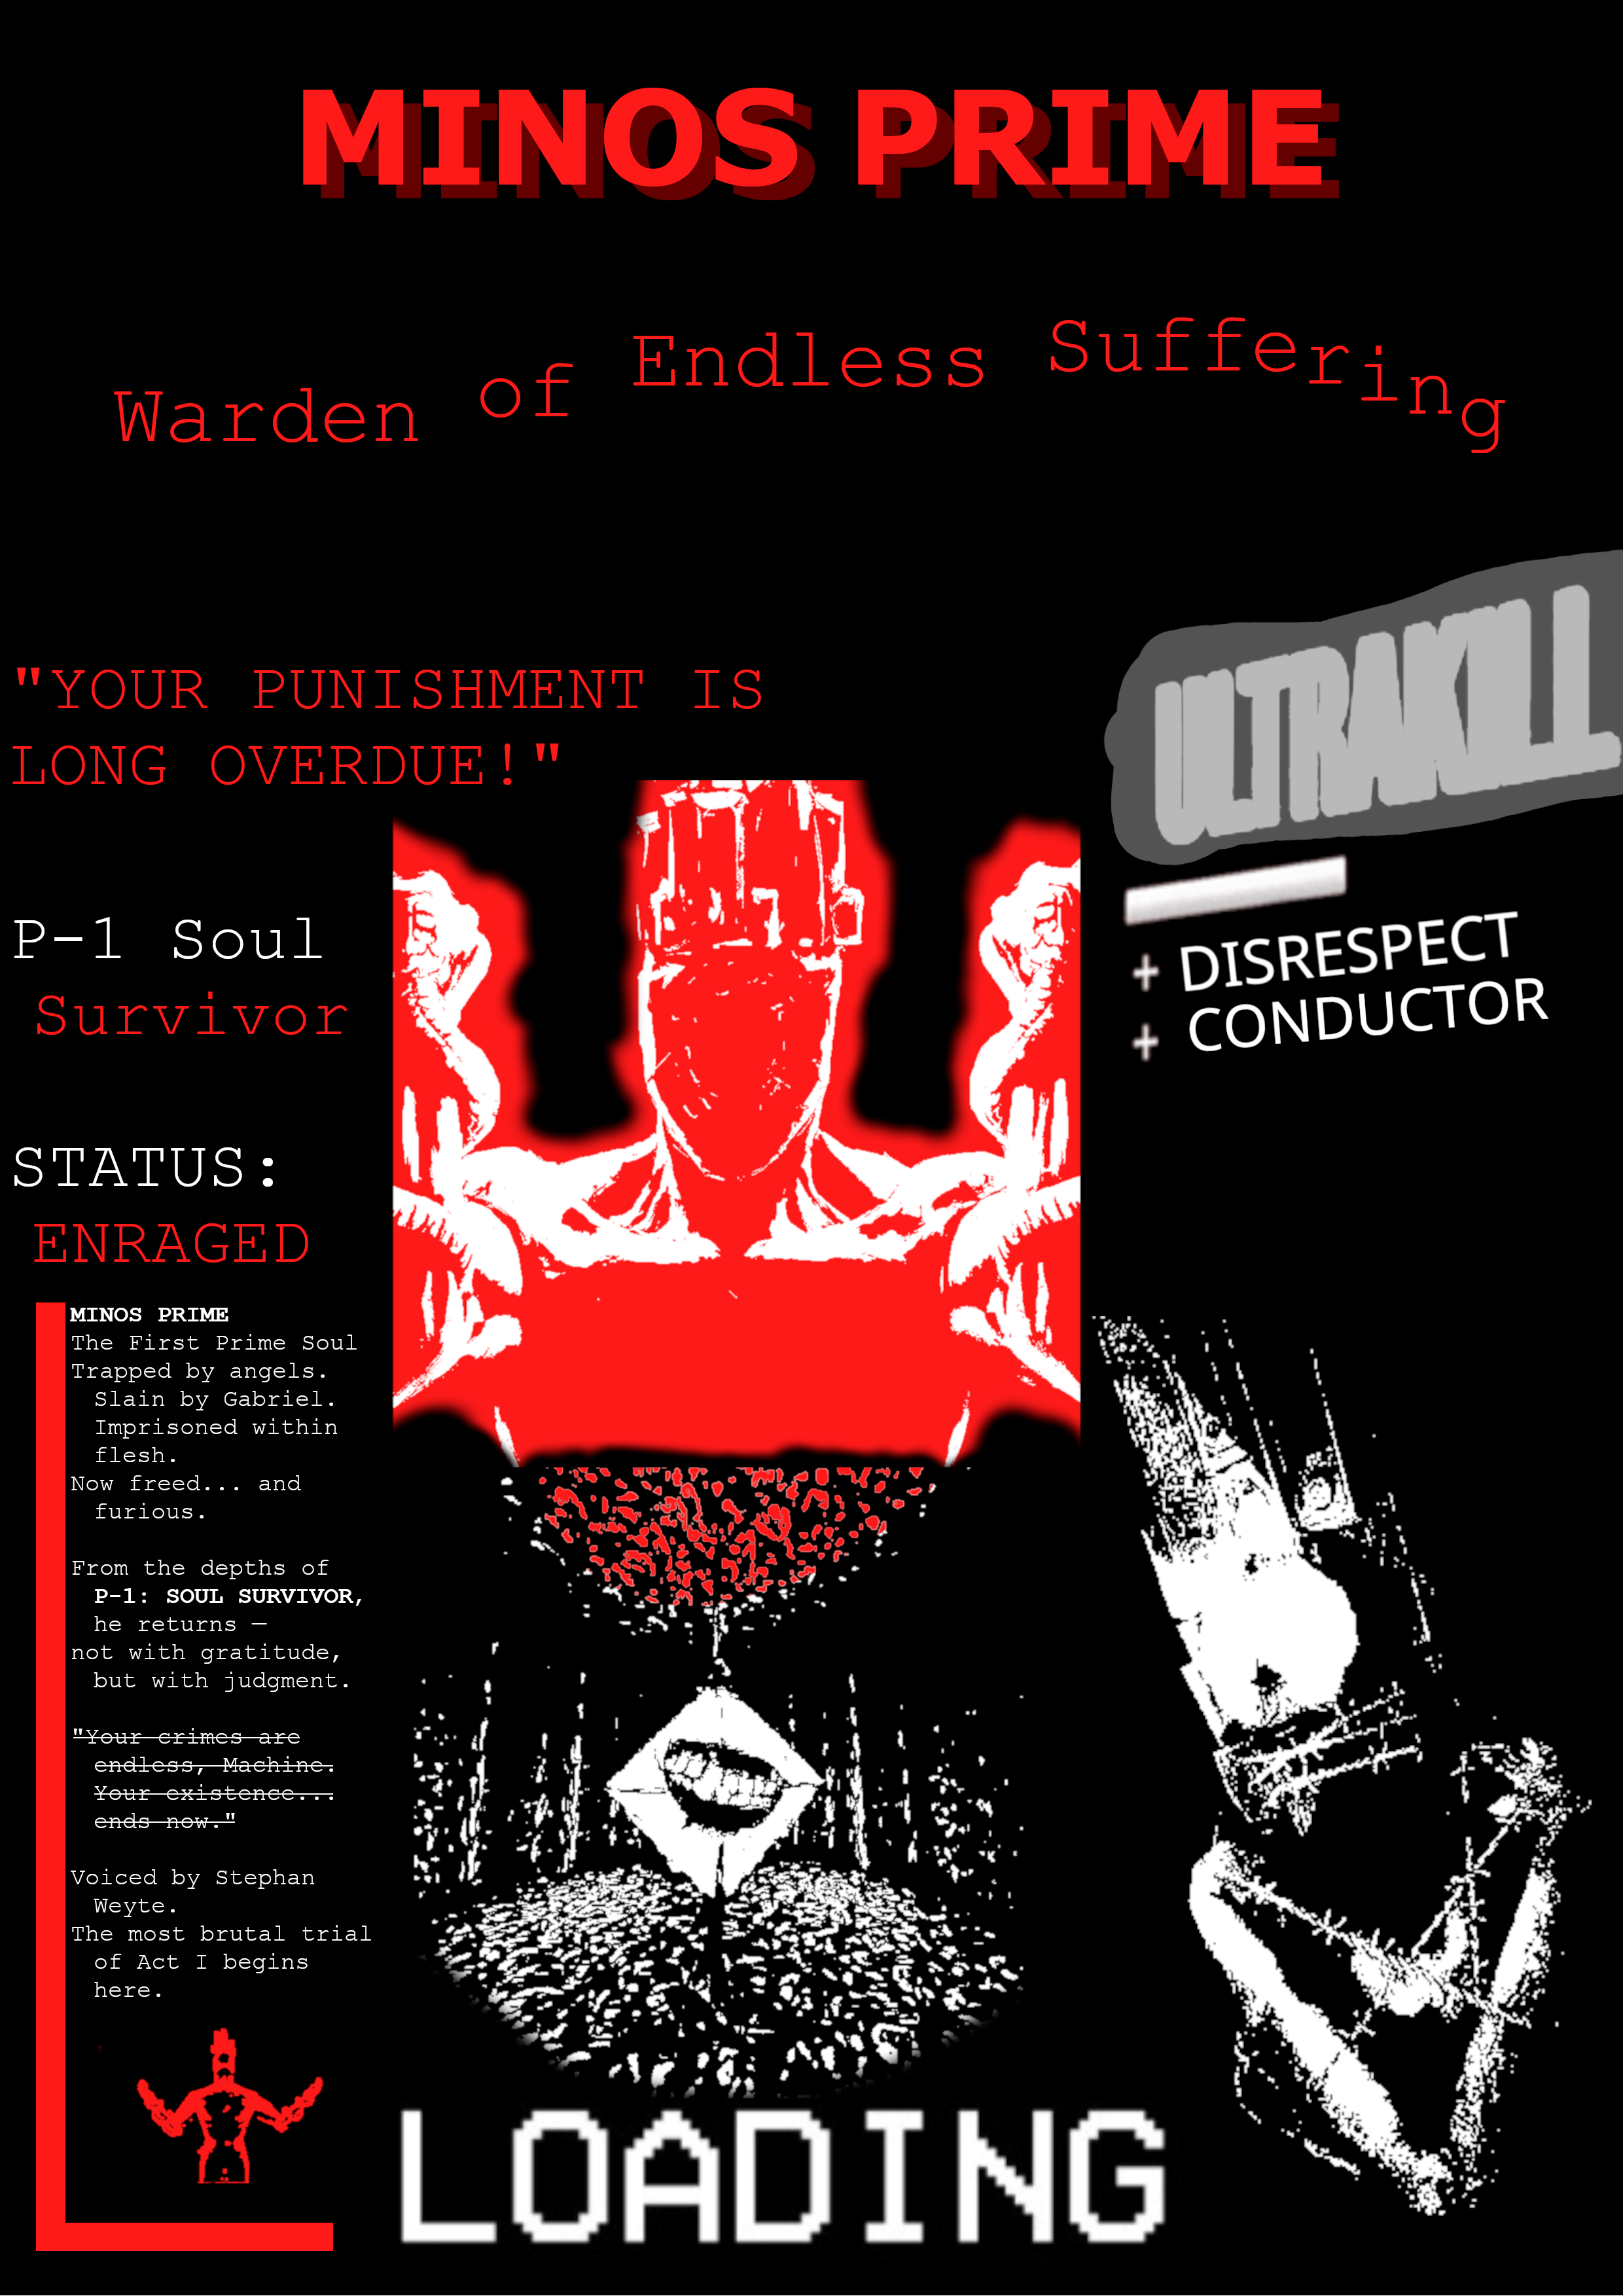 MINOS PRIME
Warden of Endless Suffering
"YOUR PUNISHMENT IS
LONG OVERDUE!"
ULTRAKILL
+ DISRESPECT
+ CONDUCTOR
P-1 Soul
Survivor
STATUS:
ENRAGED
MINOS PRIME
The First Prime Soul
Trapped by angels.
Slain by Gabriel.
Imprisoned within
flesh.
Now freed... and
furious.
From the depths of
P-1: SOUL SURVIVOR,
he returns —
not with gratitude,
but with judgment.
"Your crimes are
endless, Machine.
Your existence...
ends now."
Voiced by Stephan
Weyte.
The most brutal trial
of Act I begins
here.
LOADING